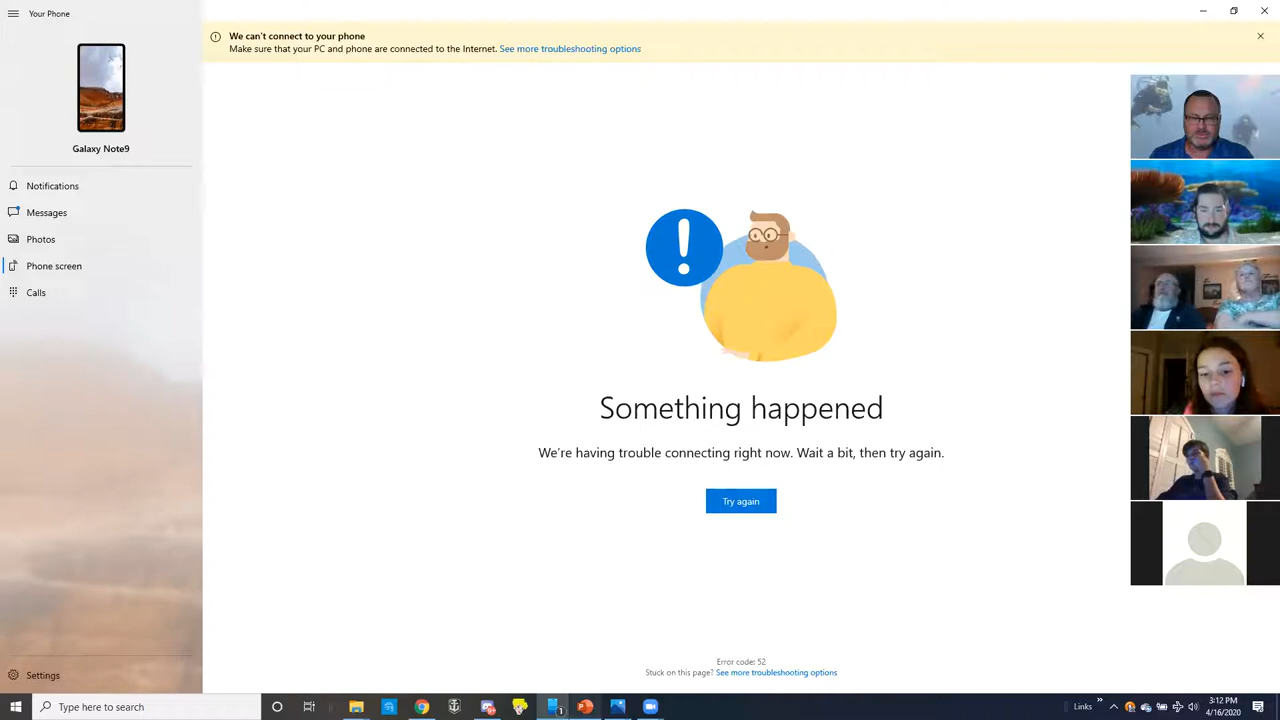 Your Phone
We can't connect to your phone
Make sure that your PC and phone are connected to the Internet. See more troubleshooting options
Galaxy Note9
Notifications
Messages
Photos
Phone screen
Calls
Something happened
We're having trouble connecting right now. Wait a bit, then try again.
Try again
Error code: 52
Stuck on this page? See more troubleshooting options
Settings
Type here to search
1
Links
3:12 PM
4/16/2020